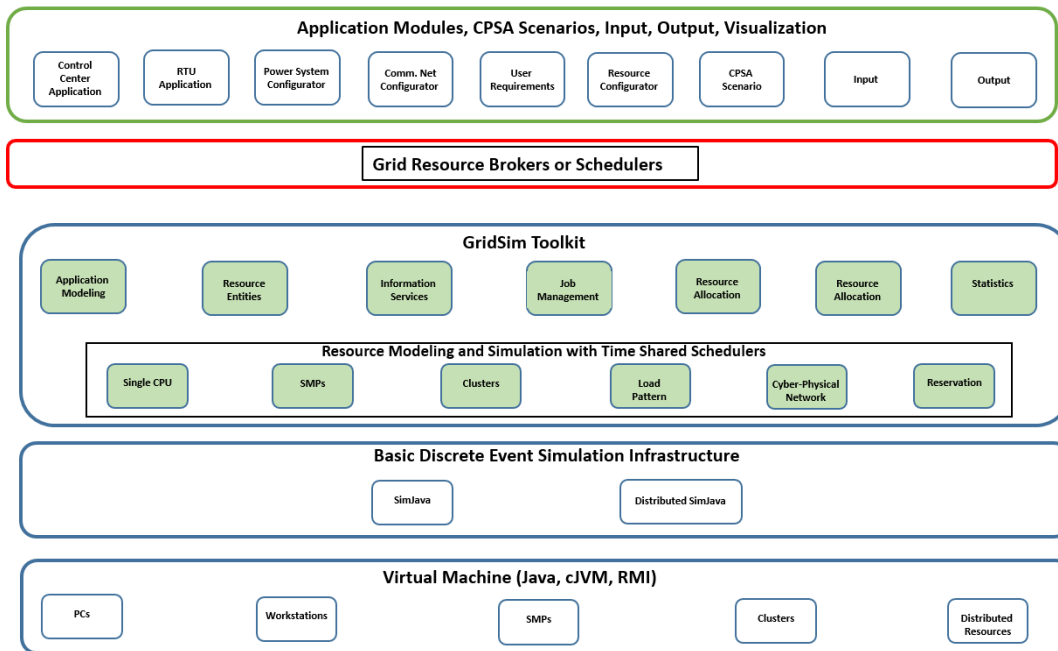 Application Modules, CPSA Scenarios, Input, Output, Visualization
Control
Center
Application
RTU
Application
Power System
Configurator
Comm. Net
Configurator
User
Requirements
Resource
Configurator
CPSA
Scenario
Input
Output
Grid Resource Brokers or Schedulers
GridSim Toolkit
Application
Modeling
Resource
Entities
Information
Services
Job
Management
Resource
Allocation
Resource
Allocation
Statistics
Resource Modeling and Simulation with Time Shared Schedulers
Single CPU
SMPs
Clusters
Load
Pattern
Cyber-Physical
Network
Reservation
Basic Discrete Event Simulation Infrastructure
SimJava
Distributed SimJava
Virtual Machine (Java, cJVM, RMI)
PCs
Workstations
SMPs
Clusters
Distributed
Resources